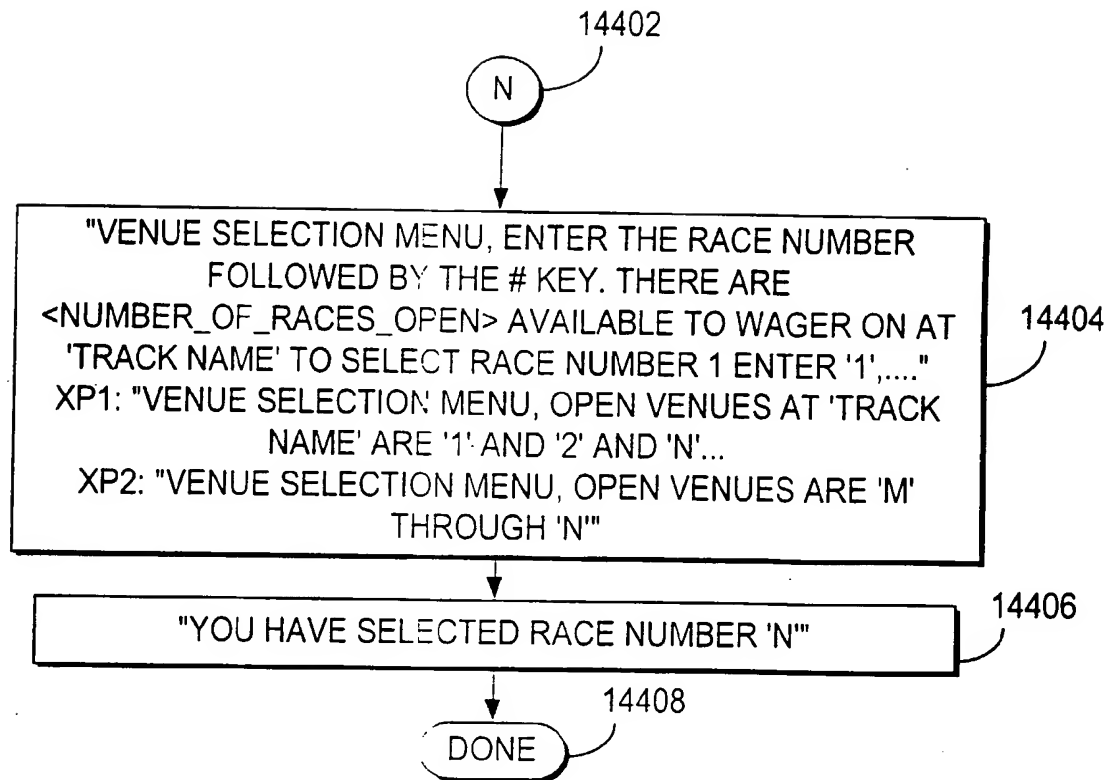 14402
N
"VENUE SELECTION MENU, ENTER THE RACE NUMBER
FOLLOWED BY THE # KEY. THERE ARE
<NUMBER_OF_RACES_OPEN> AVAILABLE TO WAGER ON AT
'TRACK NAME' TO SELECT RACE NUMBER 1 ENTER '1',...."
XP1: "VENUE SELECTION MENU, OPEN VENUES AT 'TRACK
NAME' ARE '1' AND '2' AND 'N'...
XP2: "VENUE SELECTION MENU, OPEN VENUES ARE 'M'
THROUGH 'N'"
14404
"YOU HAVE SELECTED RACE NUMBER 'N'"
14406
14408
DONE